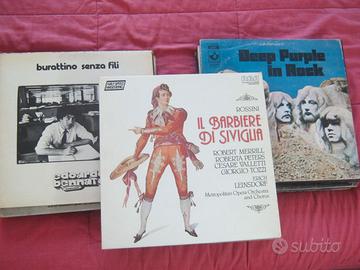 burattino senza fili
edoardo
bennato
ROSSINI
IL BARBIERE
DI SIVIGLIA
ROBERT MERRILL
ROBERTA PETERS
CESARE VALLETTI
GIORGIO TOZZI
ERICH
LEINSDORF
Metropolitan Opera Orchestra
and Chorus
Deep Purple
in Rock
subito